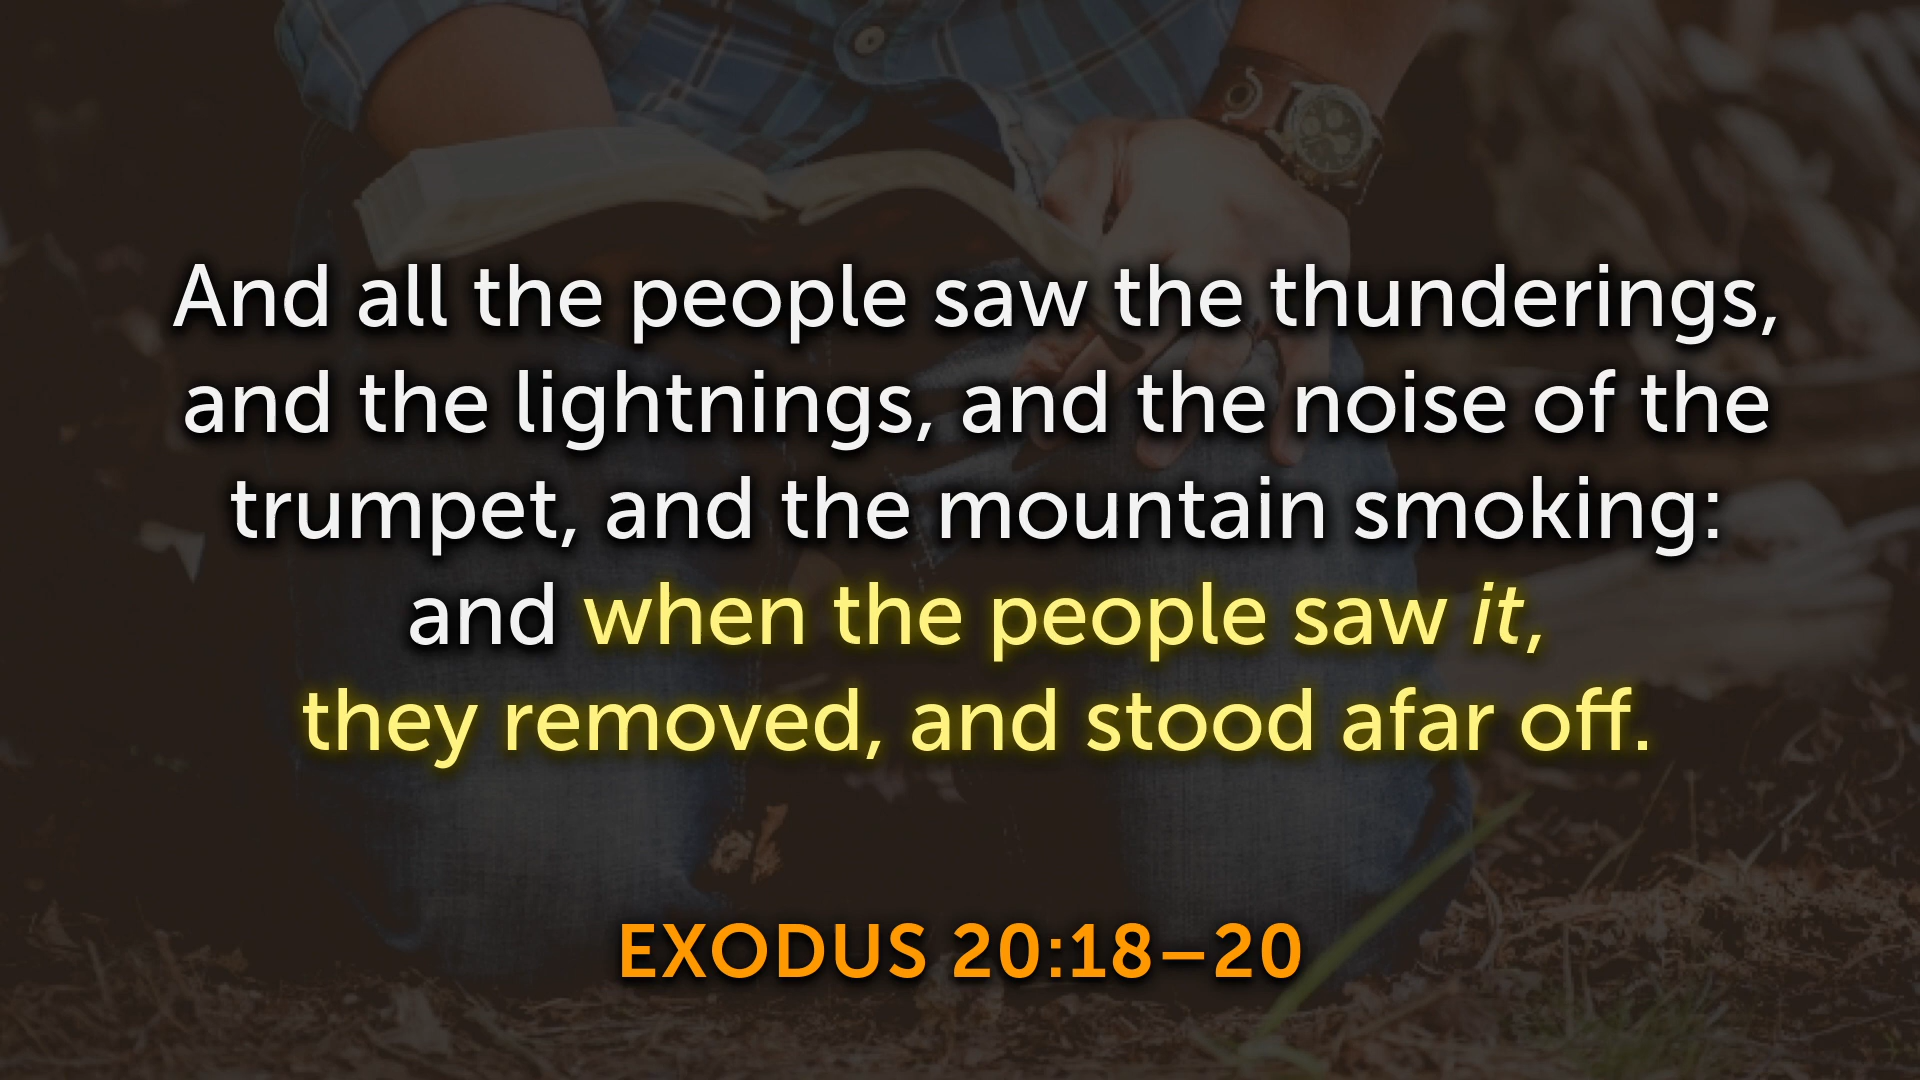 And all the people saw the thunderings,
and the lightnings, and the noise of the
trumpet, and the mountain smoking:
and when the people saw it,
they removed, and stood afar off.
EXODUS 20:18–20